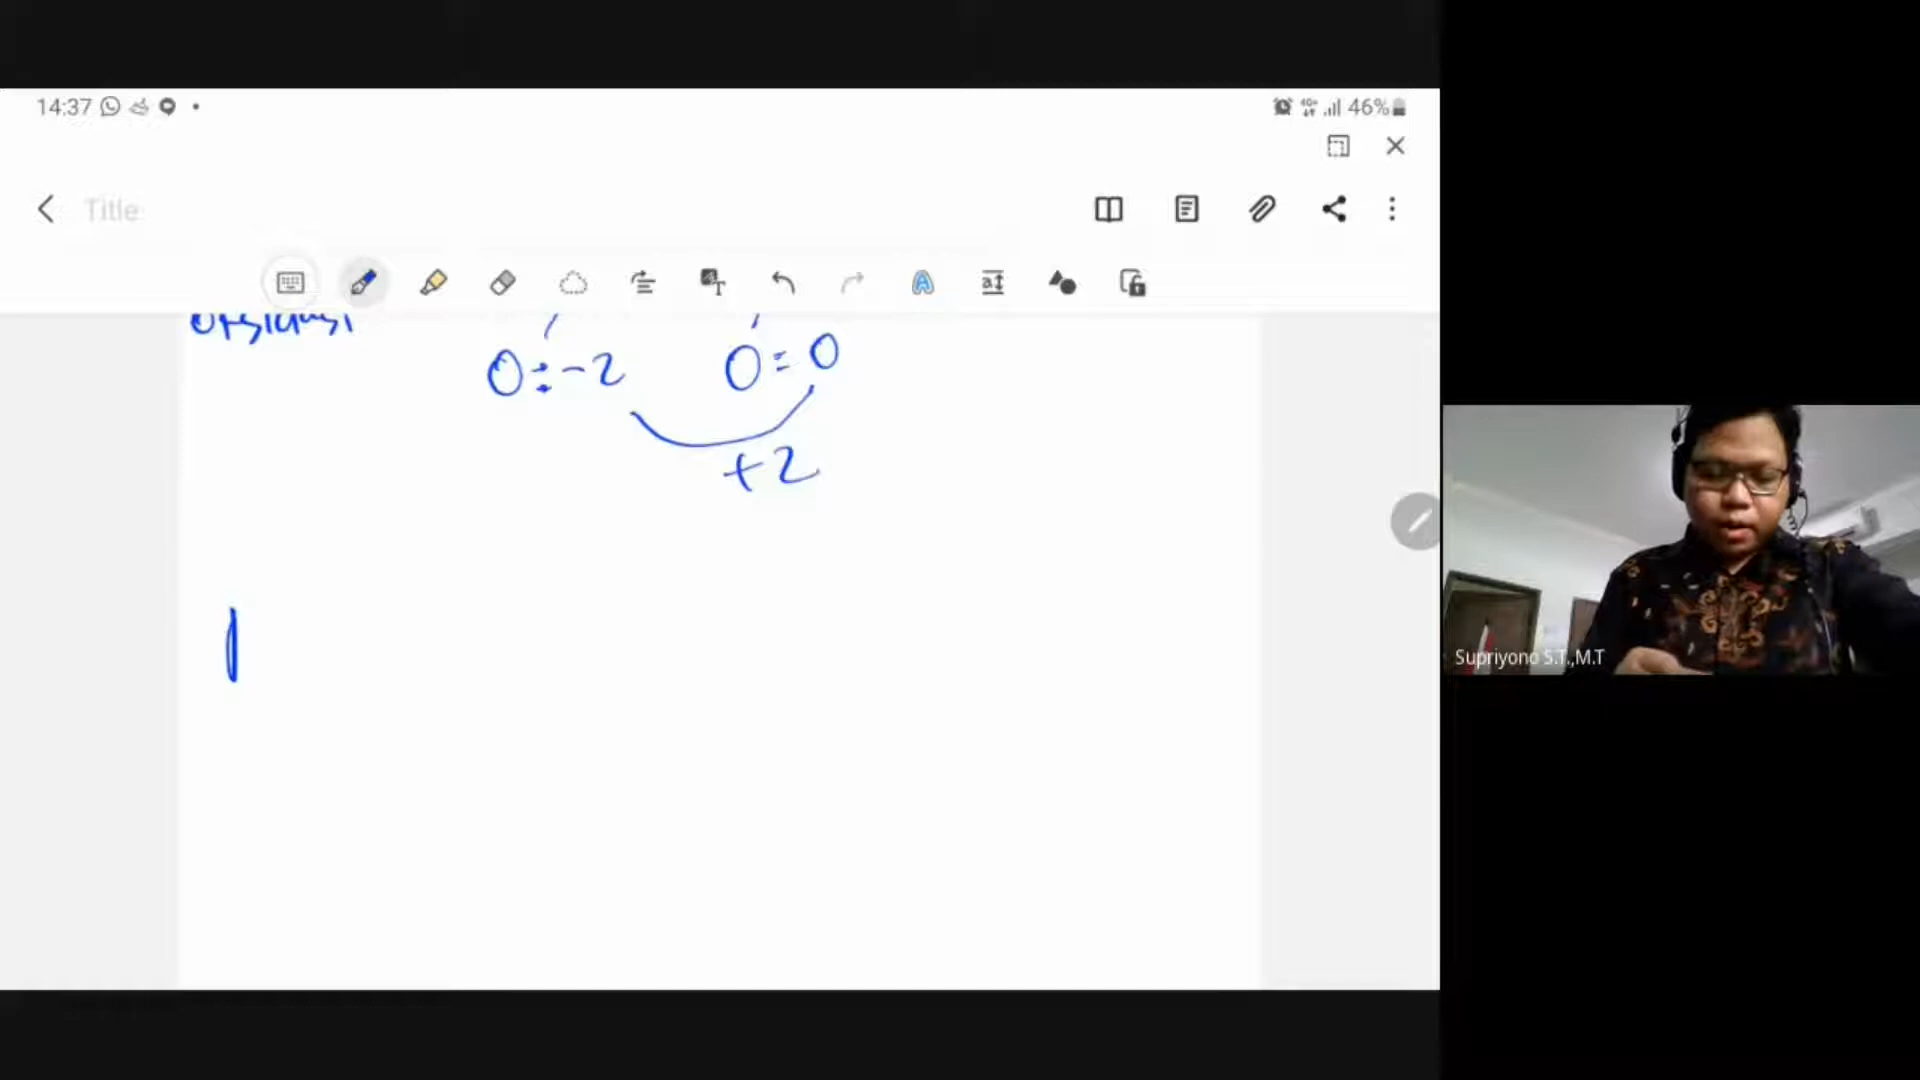 14:37
46%
Title
O : -2 O = 0
+2
Supriyono S.T.,M.T